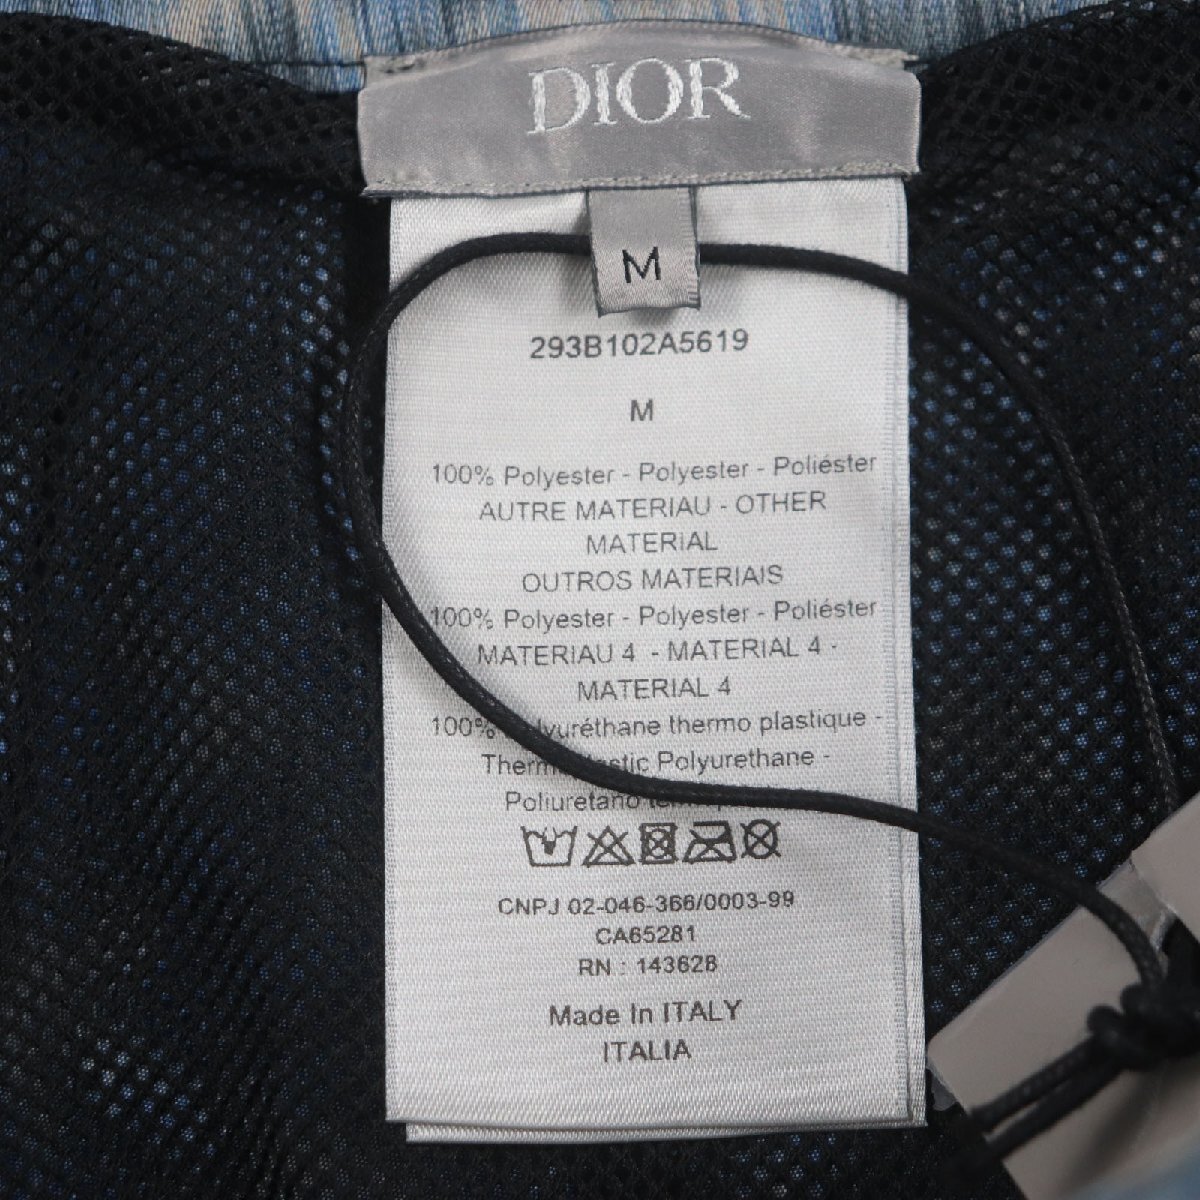 DIOR
M
293B102A5619
M
100% Polyester - Polyester - Poliéster
AUTRE MATERIAU - OTHER
MATERIAL
OUTROS MATERIAIS
100% Polyester - Polyester - Poliéster
MATERIAU 4 - MATERIAL 4 -
MATERIAL 4
100% thermo plastique -
Polyurethane -
Poliuretano
CNPJ 02-046-366/0003-99
CA65281
RN : 143628
Made In ITALY
ITALIA